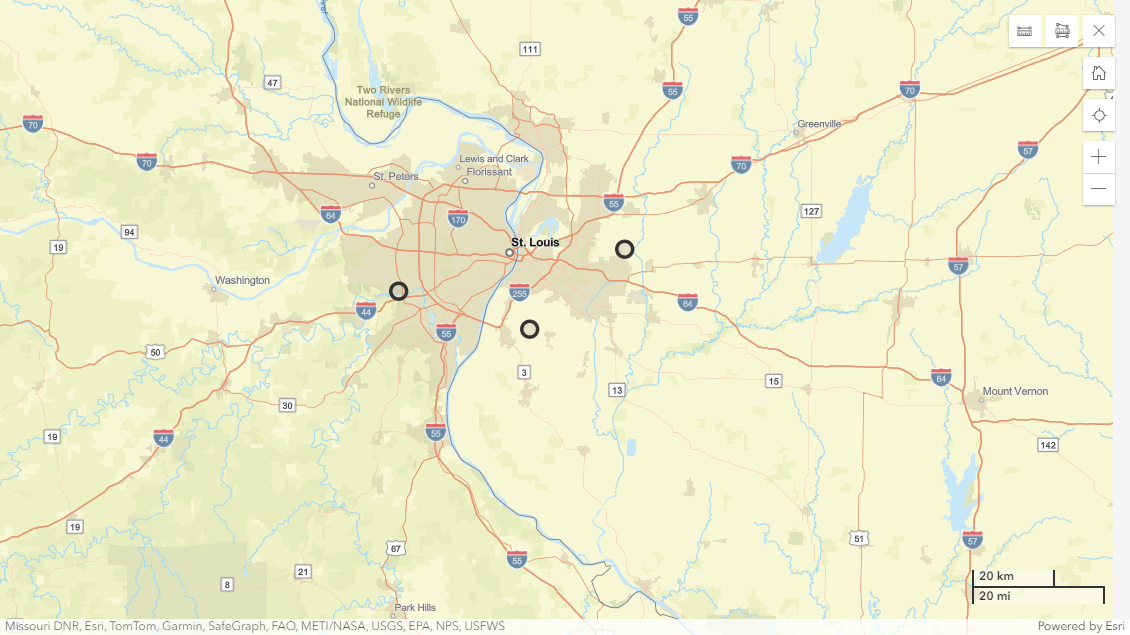 55
111
47
Two Rivers
National Wildlife
Refuge
55
70
70
Greenville
57
70
Lewis and Clark
Florissant
St. Peters
70
64
170
55
127
94
19
St. Louis
57
Washington
255
44
64
55
50
3
13
15
64
Mount Vernon
30
19
44
55
142
19
67
51
57
55
21
8
Park Hills
20 km
20 mi
Missouri DNR, Esri, TomTom, Garmin, SafeGraph, FAO, METI/NASA, USGS, EPA, NPS, USFWS
Powered by Esri